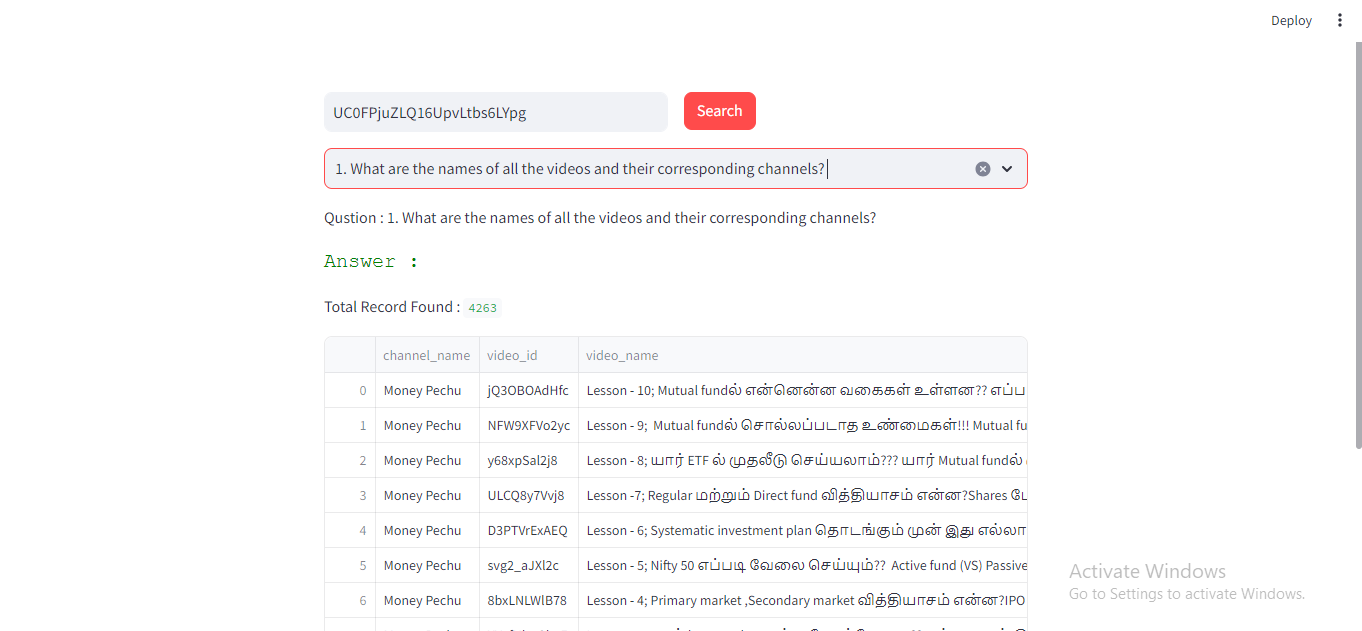 Deploy
UC0FPjuZLQ16UpvLtbs6LYpg Search
1. What are the names of all the videos and their corresponding channels?
Qustion : 1. What are the names of all the videos and their corresponding channels?
Answer :
Total Record Found : 4263
channel_name video_id video_name
0 Money Pechu jQ3OBOAdHfc Lesson - 10; Mutual fundல் என்னென்ன வகைகள் உள்ளன?? எப்ப
1 Money Pechu NFW9XFVo2yc Lesson - 9; Mutual fundல் சொல்லப்படாத உண்மைகள்!!! Mutual fu
2 Money Pechu y68xpSal2j8 Lesson - 8; யார் ETF ல் முதலீடு செய்யலாம்??? யார் Mutual fundல்
3 Money Pechu ULCQ8y7Vvj8 Lesson -7; Regular மற்றும் Direct fund வித்தியாசம் என்ன?Shares
4 Money Pechu D3PTVrExAEQ Lesson - 6; Systematic investment plan தொடங்கும் முன் இது எல்லா
5 Money Pechu svg2_aJXl2c Lesson - 5; Nifty 50 எப்படி வேலை செய்யும்?? Active fund (VS) Passive
6 Money Pechu 8bxLNLWlB78 Lesson - 4; Primary market ,Secondary market வித்தியாசம் என்ன?IPO
Activate Windows
Go to Settings to activate Windows.